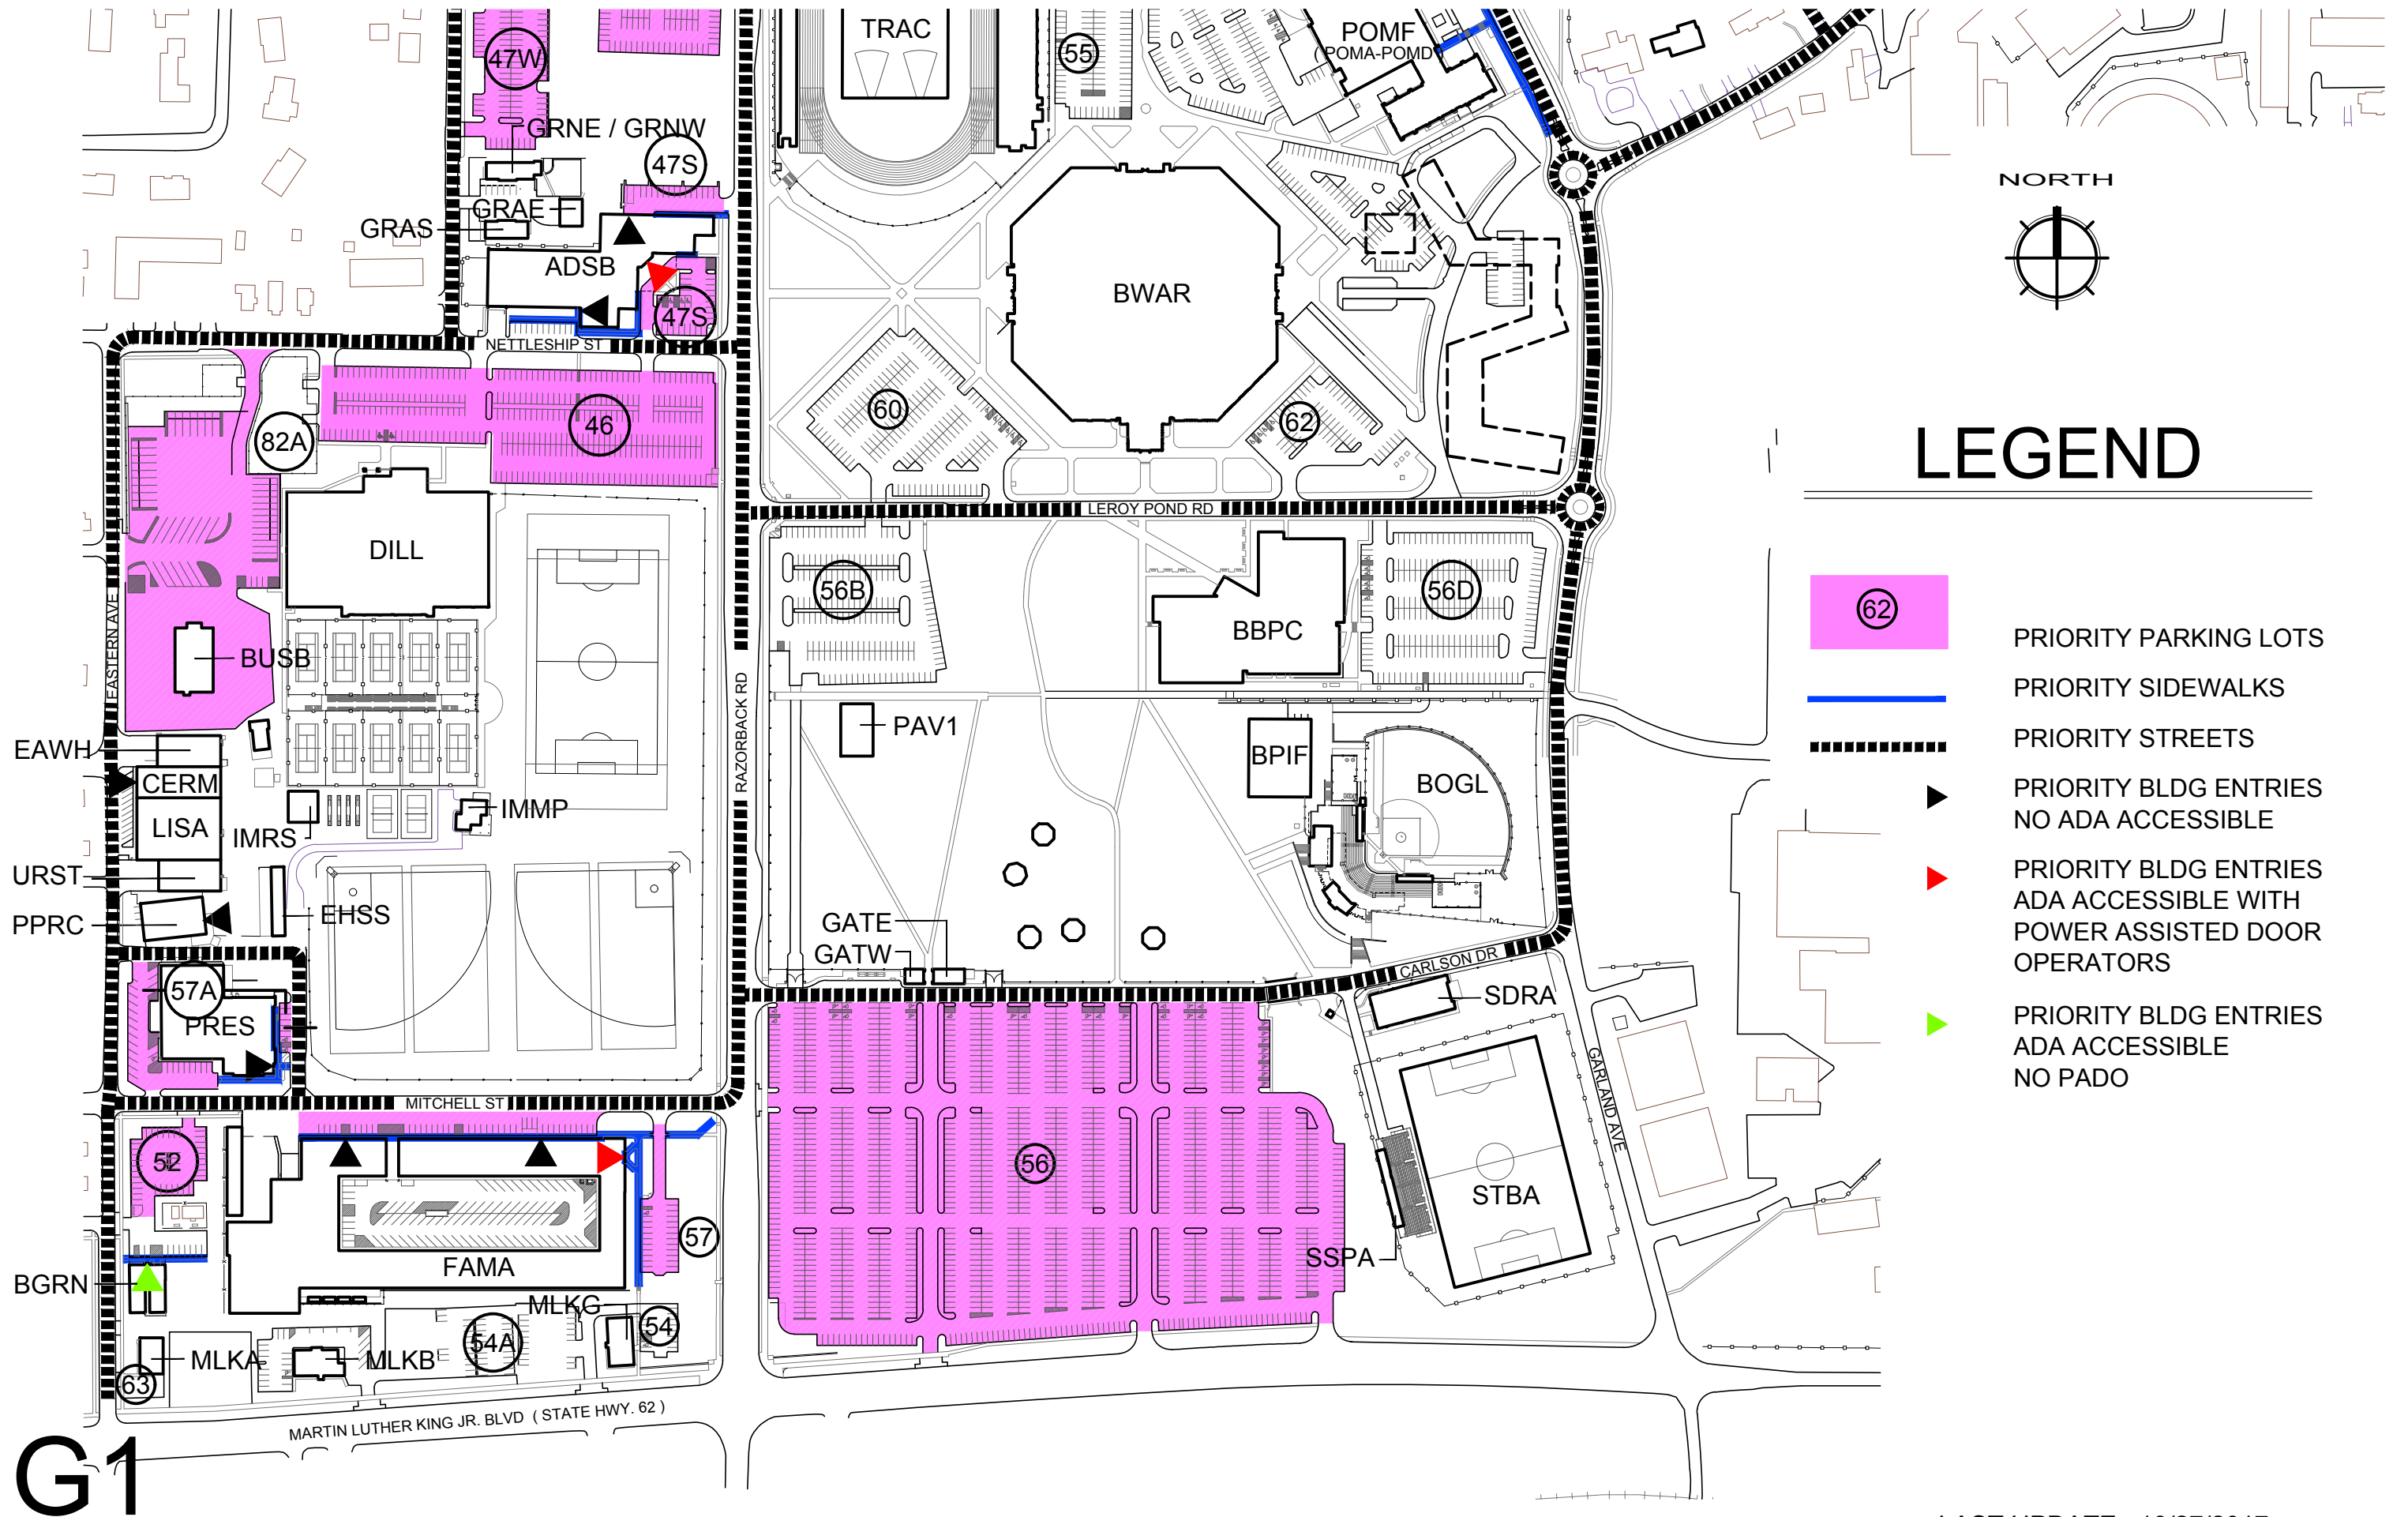 TRAC
55
POMF
( POMA-POMD)
47W
GRNE / GRNW
47S
GRAE
GRAS
ADSB
47S
BWAR
NORTH
NETTLESHIP ST
60
62
46
82A
LEGEND
LEROY POND RD
DILL
56B
56D
BBPC
62
PRIORITY PARKING LOTS
EASTERN AVE
BUSB
PRIORITY SIDEWALKS
RAZORBACK RD
PAV1
PRIORITY STREETS
EAWH
CERM
BPIF
BOGL
PRIORITY BLDG ENTRIES
NO ADA ACCESSIBLE
LISA
IMRS
IMMP
URST
PRIORITY BLDG ENTRIES
ADA ACCESSIBLE WITH
POWER ASSISTED DOOR
OPERATORS
PPRC
EHSS
GATE
GATW
CARLSON DR
57A
SDRA
PRES
PRIORITY BLDG ENTRIES
ADA ACCESSIBLE
NO PADO
GARLAND AVE
MITCHELL ST
52
56
STBA
57
SSPA
FAMA
BGRN
MLKG
54
54A
MLKA
MLKB
63
MARTIN LUTHER KING JR. BLVD ( STATE HWY. 62 )
G1